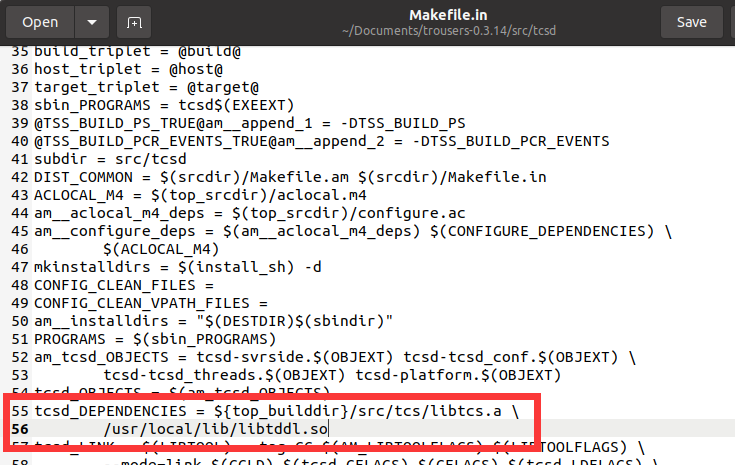 Open
Makefile.in
~/Documents/trousers-0.3.14/src/tcsd
Save
35 build_triplet = @build@
36 host_triplet = @host@
37 target_triplet = @target@
38 sbin_PROGRAMS = tcsd$(EXEEXT)
39 @TSS_BUILD_PS_TRUE@am__append_1 = -DTSS_BUILD_PS
40 @TSS_BUILD_PCR_EVENTS_TRUE@am__append_2 = -DTSS_BUILD_PCR_EVENTS
41 subdir = src/tcsd
42 DIST_COMMON = $(srcdir)/Makefile.am $(srcdir)/Makefile.in
43 ACLOCAL_M4 = $(top_srcdir)/aclocal.m4
44 am__aclocal_m4_deps = $(top_srcdir)/configure.ac
45 am__configure_deps = $(am__aclocal_m4_deps) $(CONFIGURE_DEPENDENCIES) \
46 $(ACLOCAL_M4)
47 mkinstalldirs = $(install_sh) -d
48 CONFIG_CLEAN_FILES =
49 CONFIG_CLEAN_VPATH_FILES =
50 am__installdirs = "$(DESTDIR)$(sbindir)"
51 PROGRAMS = $(sbin_PROGRAMS)
52 am_tcsd_OBJECTS = tcsd-svrside.$(OBJEXT) tcsd-tcsd_conf.$(OBJEXT) \
53 tcsd-tcsd_threads.$(OBJEXT) tcsd-platform.$(OBJEXT)
54 tcsd_OBJECTS = $(am_tcsd_OBJECTS)
55 tcsd_DEPENDENCIES = ${top_builddir}/src/tcs/libtcs.a \
56 /usr/local/lib/libtddl.so
57 tcsd_LINK = $(LIBTOOL) --tag=CC $(AM_LIBTOOLFLAGS) $(LIBTOOLFLAGS) \
58 --mode=link $(CCLD) $(tcsd_CFLAGS) $(CFLAGS) $(tcsd_LDFLAGS) \